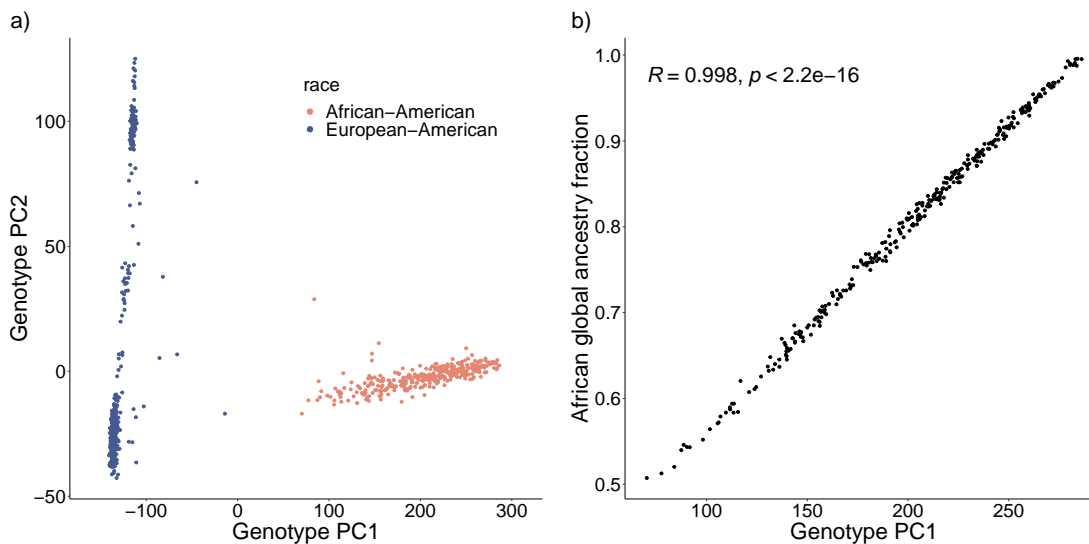 a)
race
African−American
European−American
100
50
0
−50
Genotype PC2
−100
0
100
200
300
Genotype PC1
b)
R = 0.998, p < 2.2e−16
1.0
0.9
0.8
0.7
0.6
0.5
African global ancestry fraction
100
150
200
250
Genotype PC1